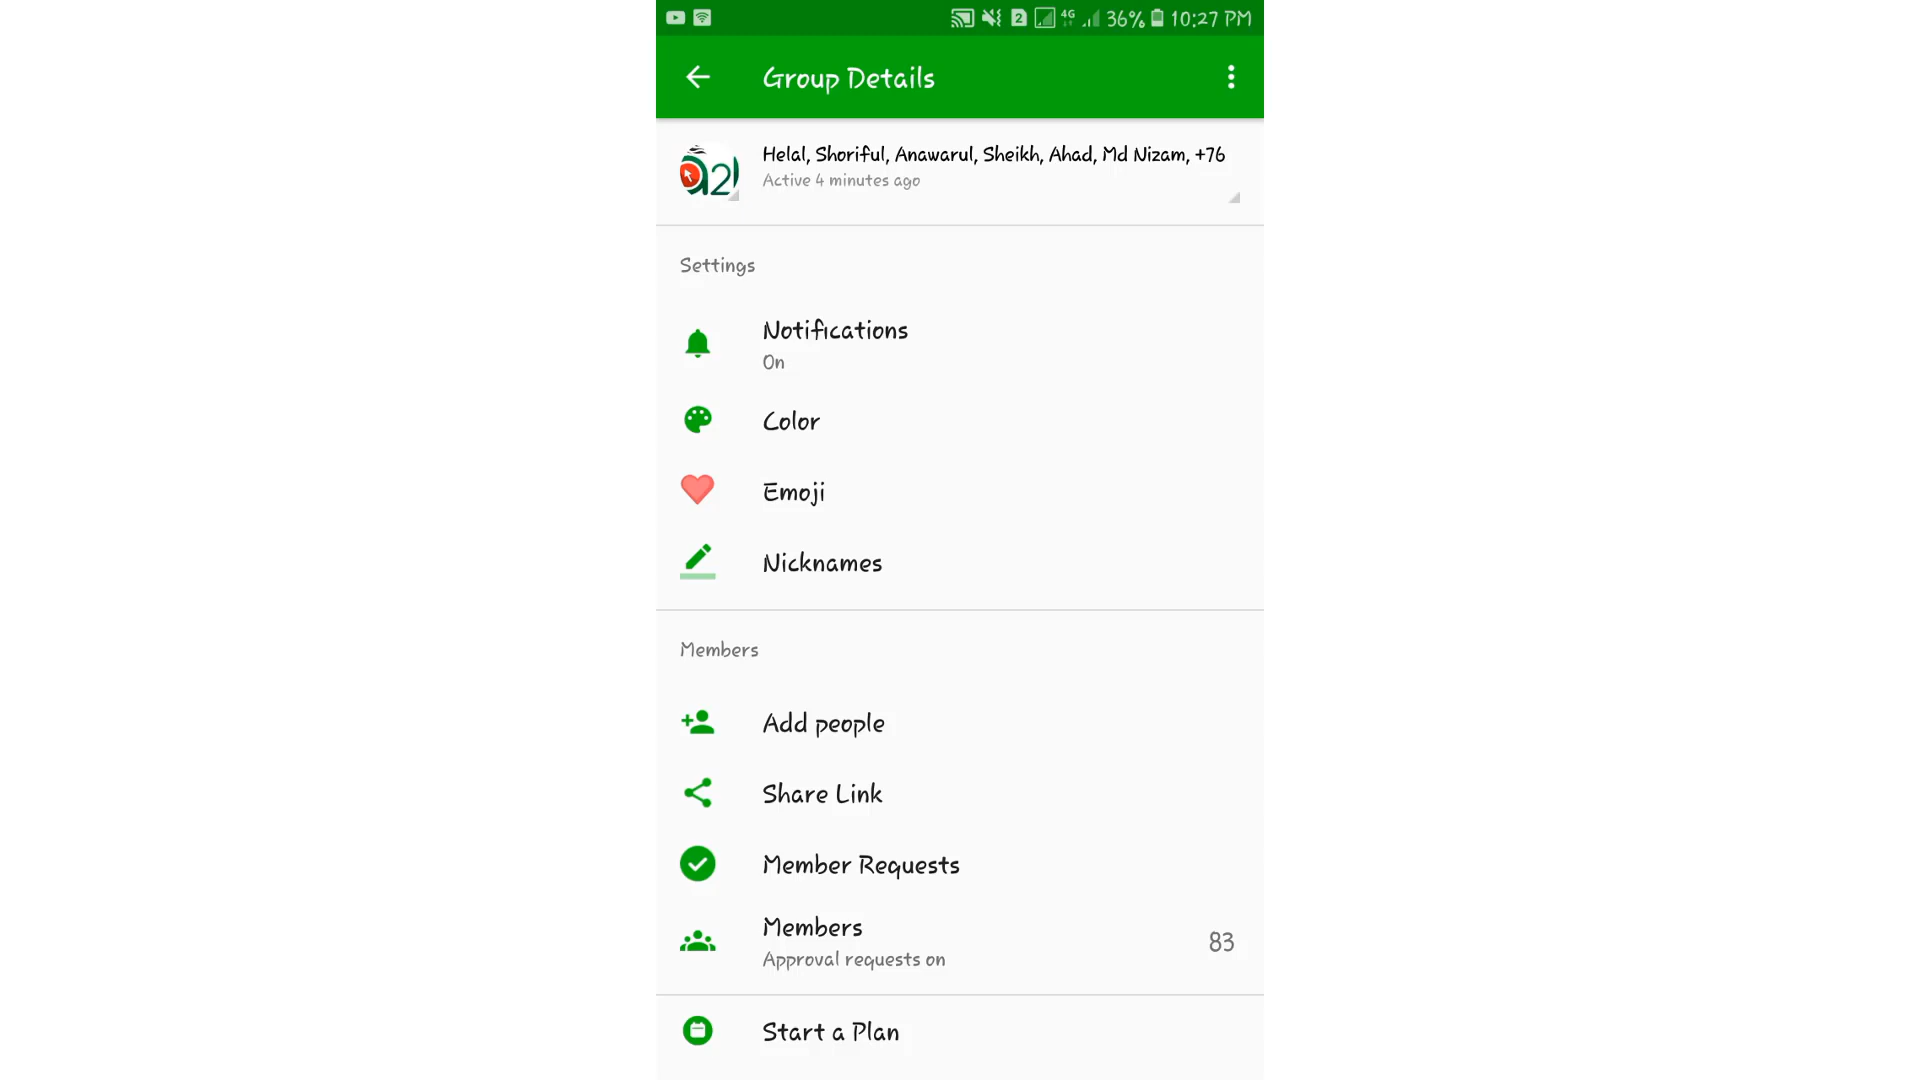 2 4G 36% 10:27 PM
Group Details
Helal, Shoriful, Anawarul, Sheikh, Ahad, Md Nizam, +76
Active 4 minutes ago
Settings
Notifications
On
Color
Emoji
Nicknames
Members
Add people
Share Link
Member Requests
Members
83
Approval requests on
Start a Plan